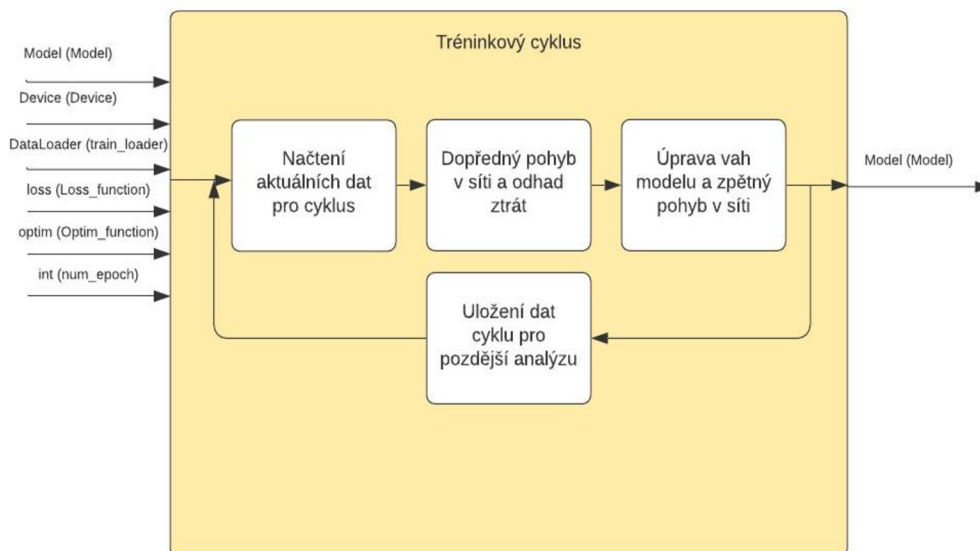 Tréninkový cyklus
Model (Model)
Device (Device)
DataLoader (train_loader)
loss (Loss_function)
optim (Optim_function)
int (num_epoch)
Načtení
aktuálních dat
pro cyklus
Dopředný pohyb
v síti a odhad
ztrát
Úprava vah
modelu a zpětný
pohyb v síti
Model (Model)
Uložení dat
cyklu pro
pozdější analýzu